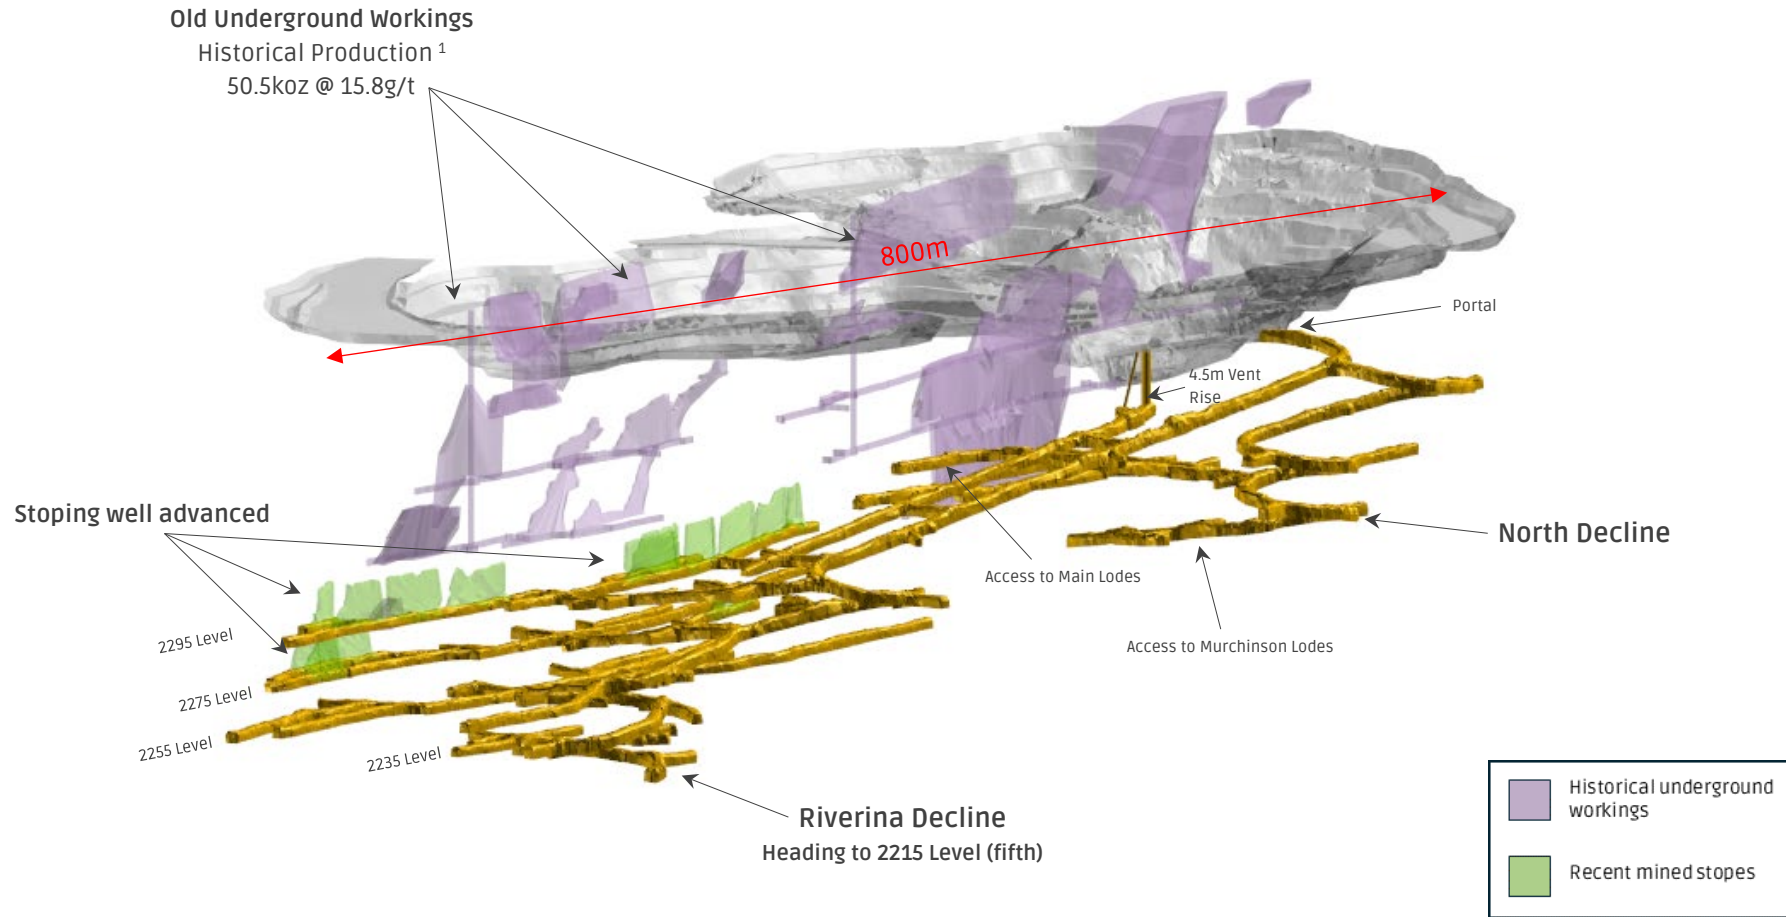 Old Underground Workings
Historical Production 1
50.5koz @ 15.8g/t
800m
Portal
4.5m Vent
Rise
Stoping well advanced
North Decline
Access to Main Lodes
Access to Murchinson Lodes
2295 Level
2275 Level
2255 Level
2235 Level
Riverina Decline
Heading to 2215 Level (fifth)
Historical underground
workings
Recent mined stopes